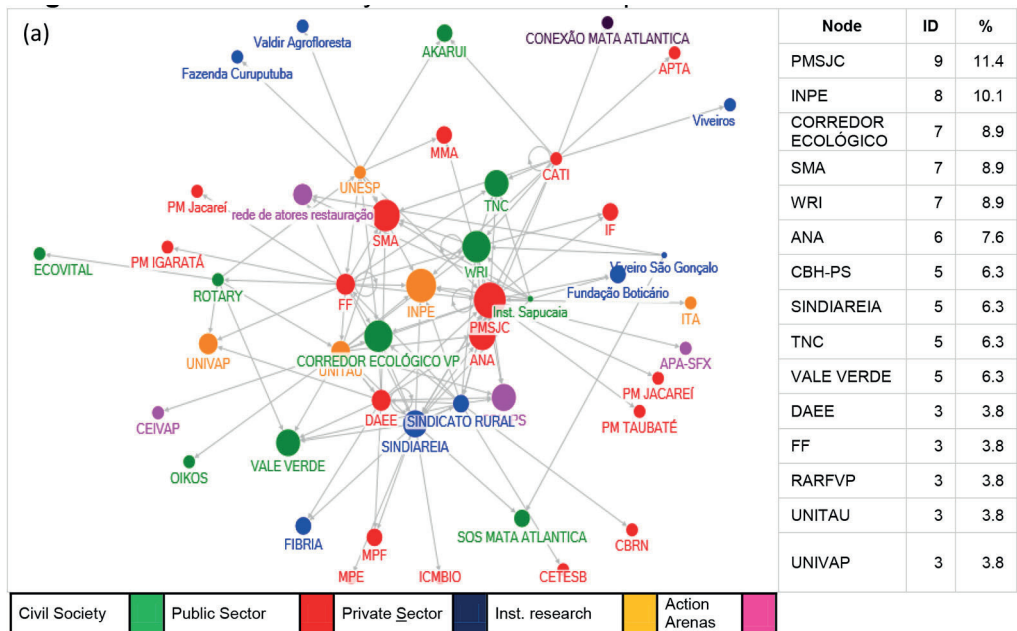 (a)
Valdir Agrofloresta
Fazenda Curuputuba
AKARUI
CONEXÃO MATA ATLANTICA
APTA
Viveiros
MMA
CATI
UNESP
TNC
PM Jacareí
rede de atores restauração
SMA
IF
ECOVITAL
PM IGARATÁ
WRI
Viveiro São Gonçalo
ROTARY
FF
INPE
Fundação Boticário
Inst. Sapucaia
PMSJC
ITA
UNIVAP
CORREDOR ECOLÓGICO VP
ANA
UNITAU
APA-SFX
PM JACAREÍ
CEIVAP
DAEE
SINDICATO RURAL
PS
PM TAUBATÉ
SINDIAREIA
VALE VERDE
OIKOS
FIBRIA
MPF
SOS MATA ATLANTICA
CBRN
MPE
ICMBIO
CETESB
Node ID %
PMSJC 9 11.4
INPE 8 10.1
CORREDOR
ECOLÓGICO 7 8.9
SMA 7 8.9
WRI 7 8.9
ANA 6 7.6
CBH-PS 5 6.3
SINDIAREIA 5 6.3
TNC 5 6.3
VALE VERDE 5 6.3
DAEE 3 3.8
FF 3 3.8
RARFVP 3 3.8
UNITAU 3 3.8
UNIVAP 3 3.8
Civil Society Public Sector Private Sector Inst. research Action
Arenas